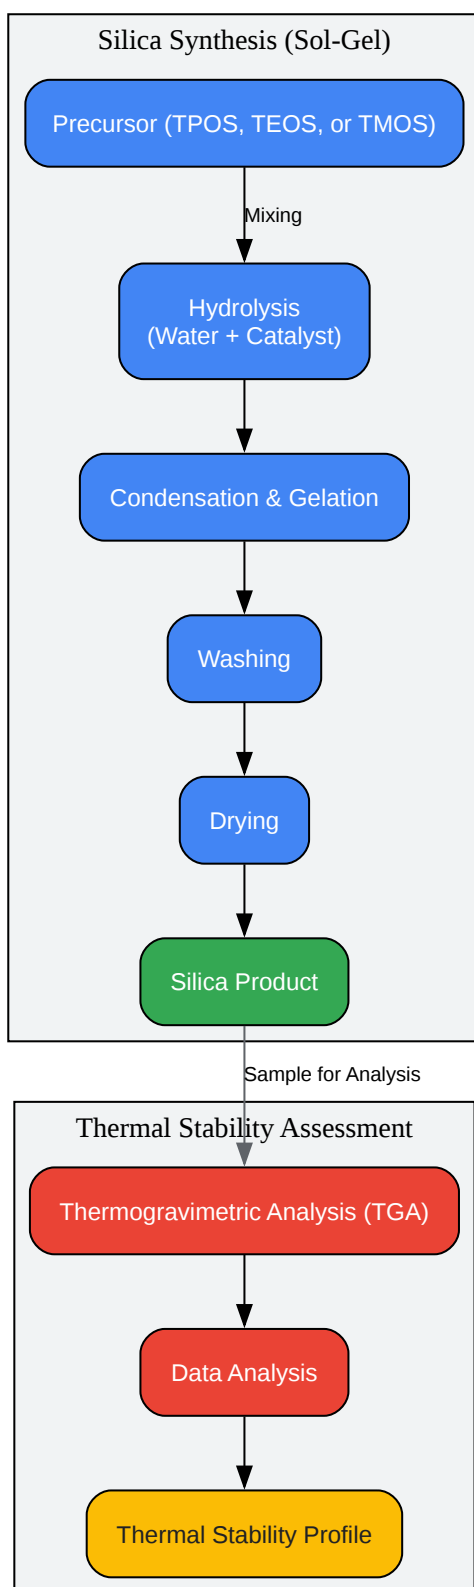 Silica Synthesis (Sol-Gel)
Precursor (TPOS, TEOS, or TMOS)
Mixing
Hydrolysis
(Water + Catalyst)
Condensation & Gelation
Washing
Drying
Silica Product
Sample for Analysis
Thermal Stability Assessment
Thermogravimetric Analysis (TGA)
Data Analysis
Thermal Stability Profile